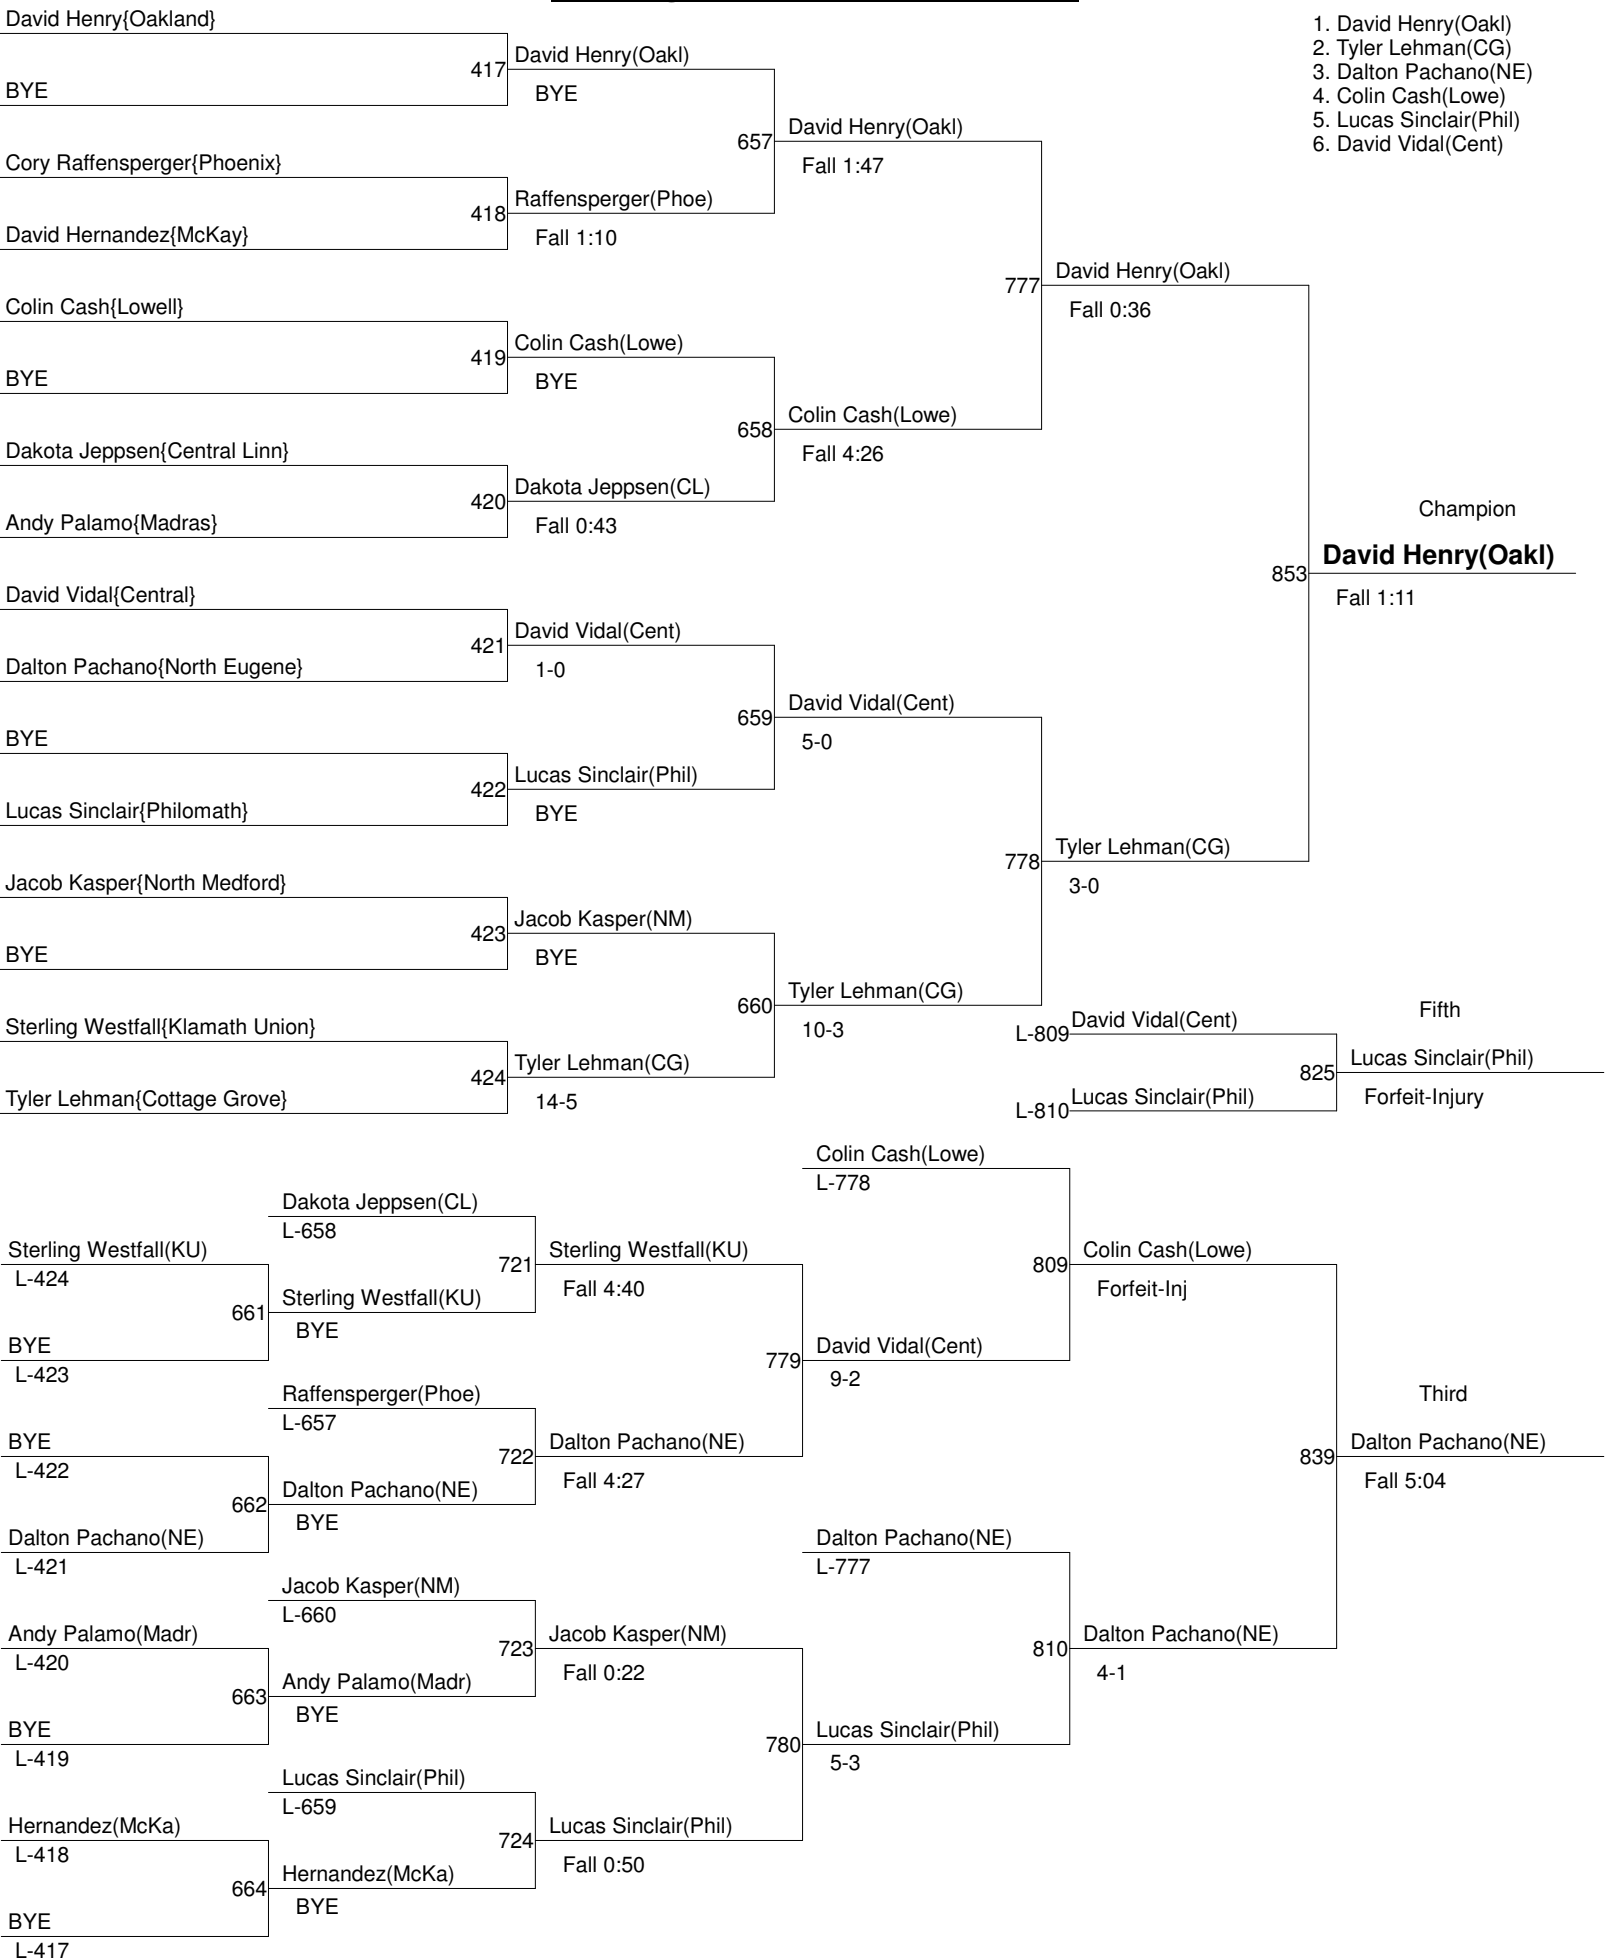 David Henry{Oakland}
417
BYE
David Henry(Oakl)
BYE
Cory Raffensperger{Phoenix}
418
David Hernandez{McKay}
Raffensperger(Phoe)
Fall 1:10
657
David Henry(Oakl)
Fall 1:47
Colin Cash{Lowell}
419
BYE
Colin Cash(Lowe)
BYE
Dakota Jeppsen{Central Linn}
420
Andy Palamo{Madras}
Dakota Jeppsen(CL)
Fall 0:43
658
Colin Cash(Lowe)
Fall 4:26
777
David Henry(Oakl)
Fall 0:36
David Vidal{Central}
421
Dalton Pachano{North Eugene}
David Vidal(Cent)
1-0
BYE
422
Lucas Sinclair{Philomath}
Lucas Sinclair(Phil)
BYE
659
David Vidal(Cent)
5-0
Jacob Kasper{North Medford}
423
BYE
Jacob Kasper(NM)
BYE
Sterling Westfall{Klamath Union}
424
Tyler Lehman{Cottage Grove}
Tyler Lehman(CG)
14-5
660
Tyler Lehman(CG)
10-3
778
Tyler Lehman(CG)
3-0
853
Champion
David Henry(Oakl)
Fall 1:11
1. David Henry(Oakl)
2. Tyler Lehman(CG)
3. Dalton Pachano(NE)
4. Colin Cash(Lowe)
5. Lucas Sinclair(Phil)
6. David Vidal(Cent)
L-809
David Vidal(Cent)
L-810
Lucas Sinclair(Phil)
825
Fifth
Lucas Sinclair(Phil)
Forfeit-Injury
Sterling Westfall(KU)
L-424
661
BYE
L-423
Dakota Jeppsen(CL)
L-658
721
Sterling Westfall(KU)
BYE
Sterling Westfall(KU)
Fall 4:40
BYE
L-422
662
Dalton Pachano(NE)
L-421
Raffensperger(Phoe)
L-657
722
Dalton Pachano(NE)
BYE
Dalton Pachano(NE)
Fall 4:27
779
Colin Cash(Lowe)
L-778
809
David Vidal(Cent)
9-2
Colin Cash(Lowe)
Forfeit-Inj
Andy Palamo(Madr)
L-420
663
BYE
L-419
Jacob Kasper(NM)
L-660
723
Andy Palamo(Madr)
BYE
Jacob Kasper(NM)
Fall 0:22
Hernandez(McKa)
L-418
664
BYE
L-417
Lucas Sinclair(Phil)
L-659
724
Hernandez(McKa)
BYE
Lucas Sinclair(Phil)
Fall 0:50
780
Dalton Pachano(NE)
L-777
810
Lucas Sinclair(Phil)
5-3
Dalton Pachano(NE)
4-1
839
Third
Dalton Pachano(NE)
Fall 5:04